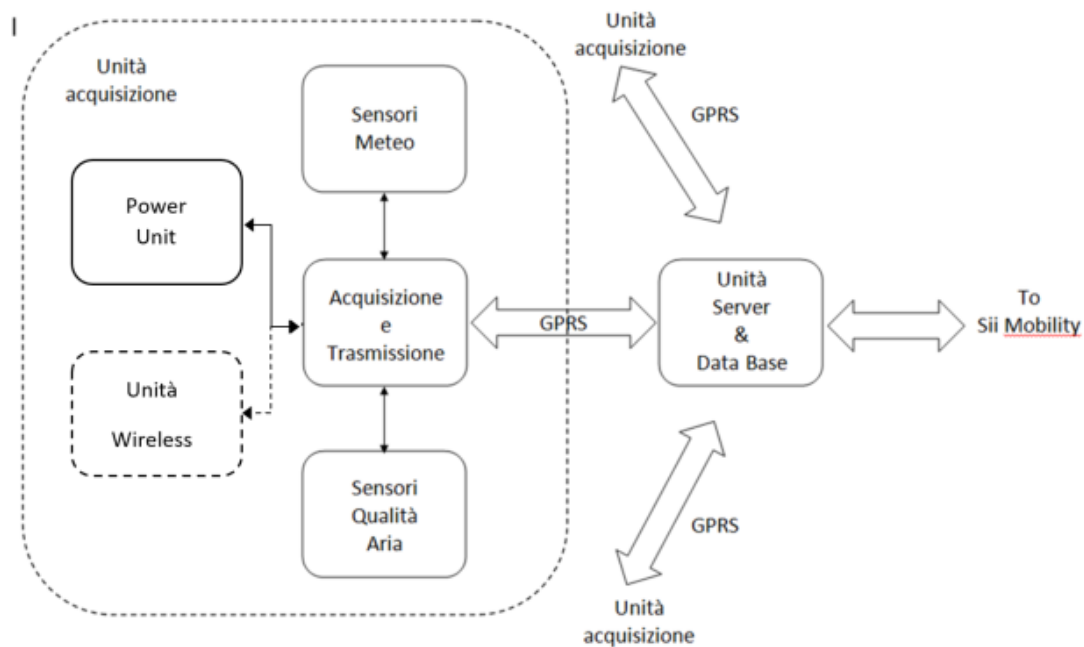 Unità
acquisizione
Sensori
Meteo
Power
Unit
Acquisizione
e
Trasmissione
Unità
Wireless
Sensori
Qualità
Aria
GPRS
Unità
acquisizione
GPRS
Unità
Server
&
Data Base
To
Sii Mobility
GPRS
Unità
acquisizione